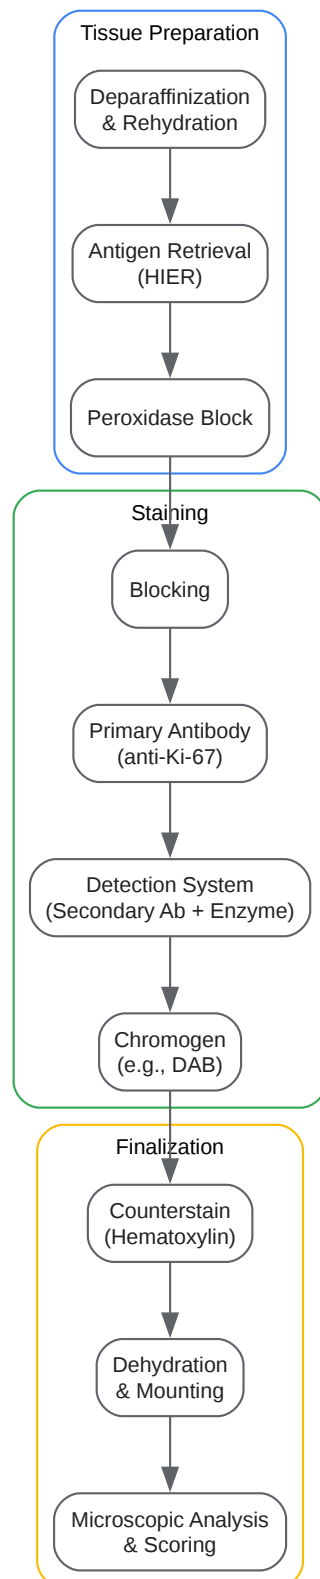 Tissue Preparation
Deparaffinization
& Rehydration
Antigen Retrieval
(HIER)
Peroxidase Block
Staining
Blocking
Primary Antibody
(anti-Ki-67)
Detection System
(Secondary Ab + Enzyme)
Chromogen
(e.g., DAB)
Finalization
Counterstain
(Hematoxylin)
Dehydration
& Mounting
Microscopic Analysis
& Scoring